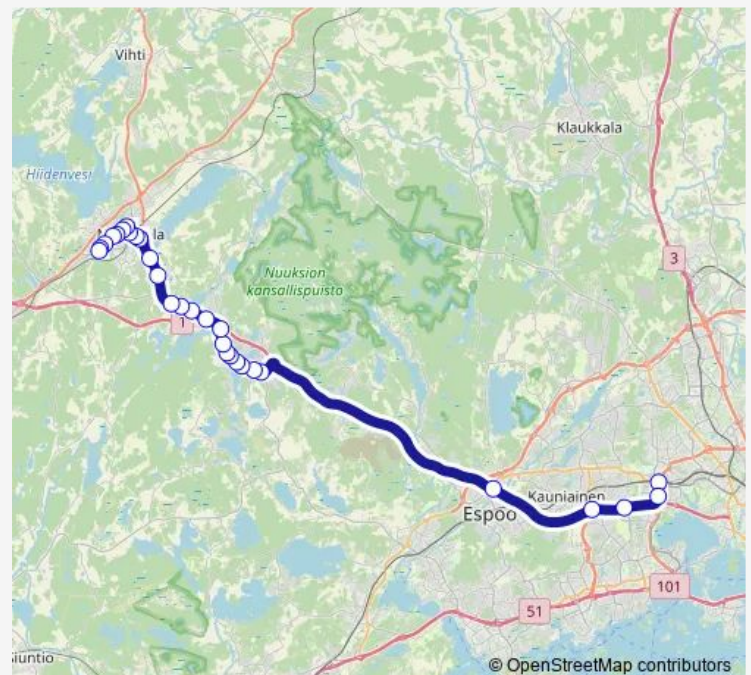 Vihti
Klaukkala
Hiidenvesi
la
3
Nuuksion
kansallispuisto
1
Kauniainen
Espoo
101
51
iuntio
© OpenStreetMap contributors